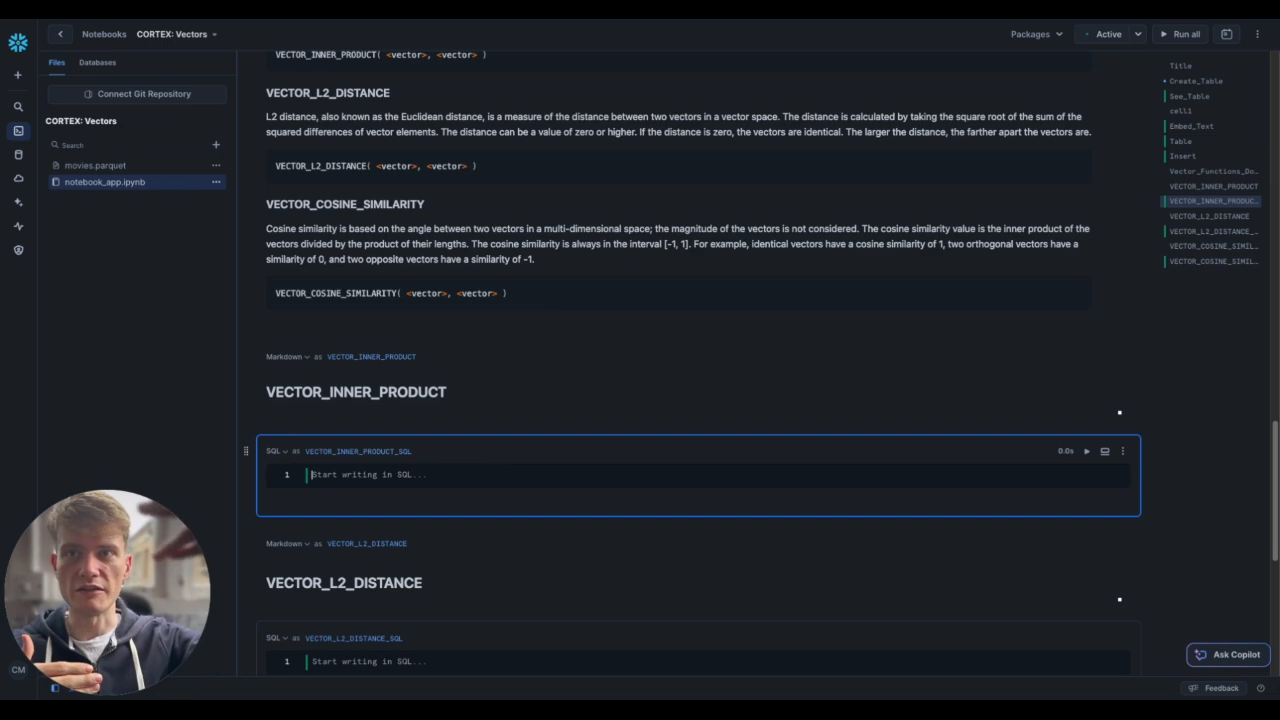 Notebooks CORTEX: Vectors
Packages Active Run all
Files Databases
Connect Git Repository
CORTEX: Vectors
Search
movies.parquet
notebook_app.ipynb
VECTOR_INNER_PRODUCT( <vector>, <vector> )
VECTOR_L2_DISTANCE
L2 distance, also known as the Euclidean distance, is a measure of the distance between two vectors in a vector space. The distance is calculated by taking the square root of the sum of the
squared differences of vector elements. The distance can be a value of zero or higher. If the distance is zero, the vectors are identical. The larger the distance, the farther apart the vectors are.
VECTOR_L2_DISTANCE( <vector>, <vector> )
VECTOR_COSINE_SIMILARITY
Cosine similarity is based on the angle between two vectors in a multi-dimensional space; the magnitude of the vectors is not considered. The cosine similarity value is the inner product of the
vectors divided by the product of their lengths. The cosine similarity is always in the interval [-1, 1]. For example, identical vectors have a cosine similarity of 1, two orthogonal vectors have a
similarity of 0, and two opposite vectors have a similarity of -1.
VECTOR_COSINE_SIMILARITY( <vector>, <vector> )
Markdown as VECTOR_INNER_PRODUCT
VECTOR_INNER_PRODUCT
SQL as VECTOR_INNER_PRODUCT_SQL
0.0s
1 Start writing in SQL...
Markdown as VECTOR_L2_DISTANCE
VECTOR_L2_DISTANCE
SQL as VECTOR_L2_DISTANCE_SQL
1 Start writing in SQL...
Title
Create_Table
See_Table
cell1
Embed_Text
Table
Insert
Vector_Functions_Do...
VECTOR_INNER_PRODUCT
VECTOR_INNER_PRODUC...
VECTOR_L2_DISTANCE
VECTOR_L2_DISTANCE_...
VECTOR_COSINE_SIMIL...
VECTOR_COSINE_SIMIL...
Ask Copilot
CM
Feedback